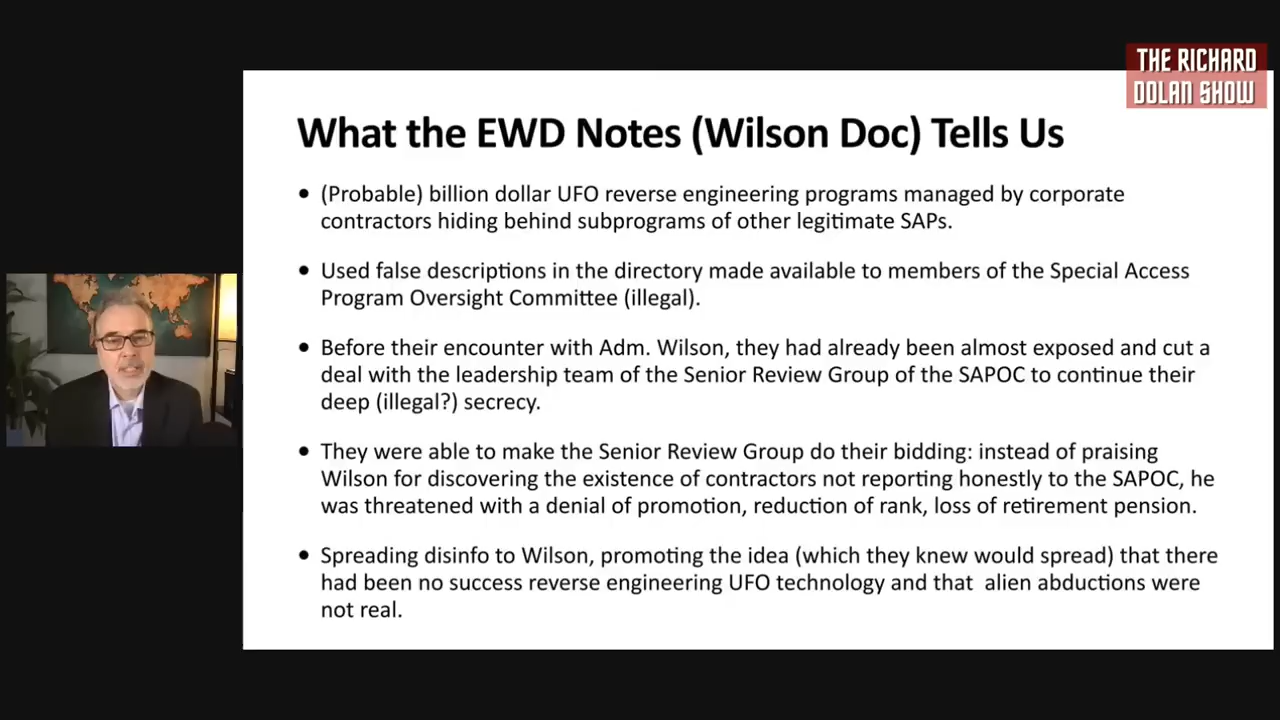 THE RICHARD
DOLAN SHOW
What the EWD Notes (Wilson Doc) Tells Us
• (Probable) billion dollar UFO reverse engineering programs managed by corporate
contractors hiding behind subprograms of other legitimate SAPs.
• Used false descriptions in the directory made available to members of the Special Access
Program Oversight Committee (illegal).
• Before their encounter with Adm. Wilson, they had already been almost exposed and cut a
deal with the leadership team of the Senior Review Group of the SAPOC to continue their
deep (illegal?) secrecy.
• They were able to make the Senior Review Group do their bidding: instead of praising
Wilson for discovering the existence of contractors not reporting honestly to the SAPOC, he
was threatened with a denial of promotion, reduction of rank, loss of retirement pension.
• Spreading disinfo to Wilson, promoting the idea (which they knew would spread) that there
had been no success reverse engineering UFO technology and that alien abductions were
not real.